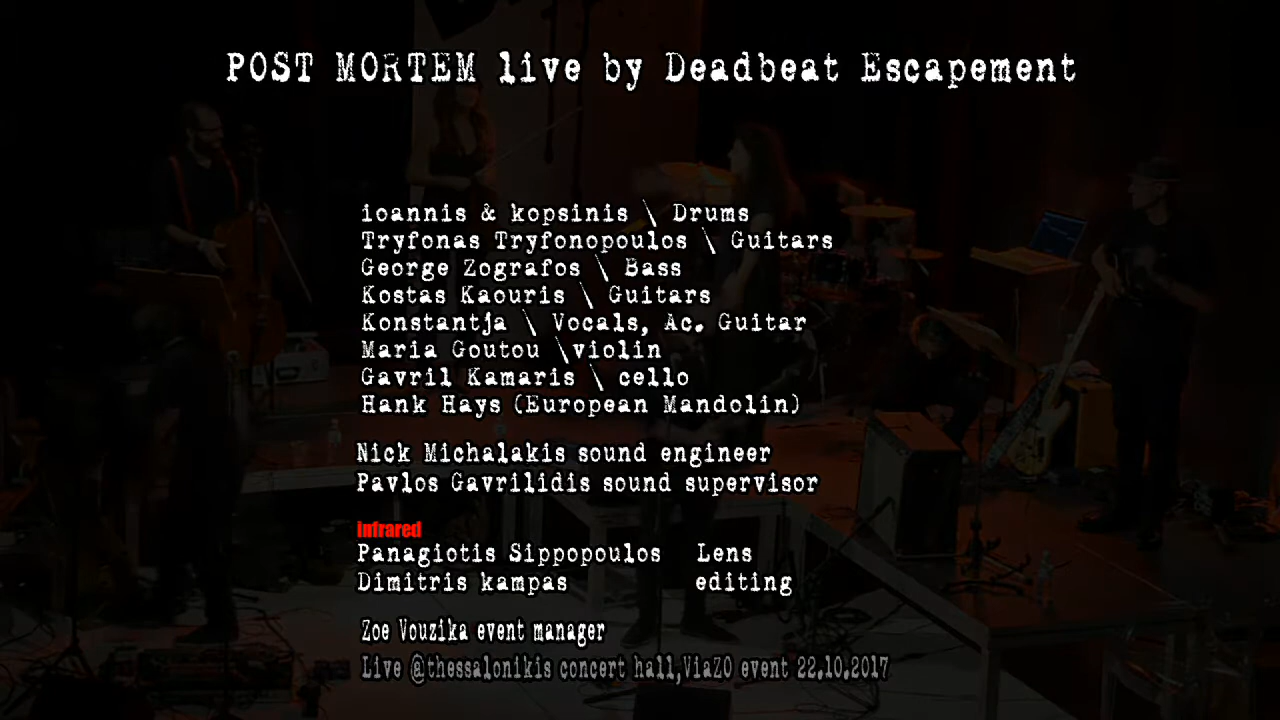 POST MORTEM live by Deadbeat Escapement
ioannis & kopsinis \ Drums
Tryfonas Tryfonopoulos \ Guitars
George Zografos \ Bass
Kostas Kaouris \ Guitars
Konstantja \ Vocals, Ac. Guitar
Maria Goutou \violin
Gavril Kamaris \ cello
Hank Hays (European Mandolin)
Nick Michalakis sound engineer
Pavlos Gavrilidis sound supervisor
infrared
Panagiotis Sippopoulos Lens
Dimitris kampas editing
Zoe Vouzika event manager
Live @thessalonikis concert hall,ViaZO event 22.10.2017